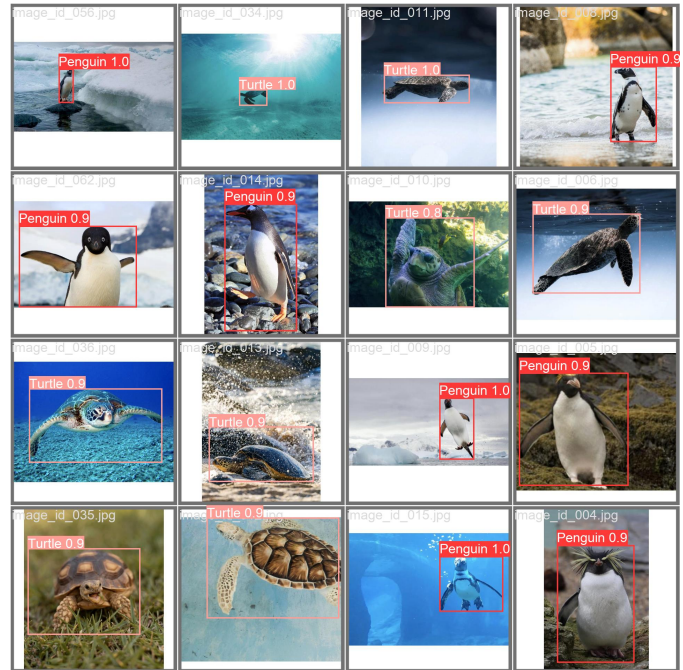 image_id_056.jpg
Penguin 1.0
image_id_034.jpg
Turtle 1.0
image_id_011.jpg
Turtle 1.0
Penguin 0.9
image_id_062.jpg
Penguin 0.9
image_id_014.jpg
Penguin 0.9
image_id_010.jpg
Turtle 0.8
image_id_006.jpg
Turtle 0.9
image_id_036.jpg
Turtle 0.9
image_id_013.jpg
Turtle 0.9
image_id_009.jpg
Penguin 1.0
image_id_005.jpg
Penguin 0.9
image_id_035.jpg
Turtle 0.9
Turtle 0.9
image_id_015.jpg
Penguin 1.0
image_id_004.jpg
Penguin 0.9